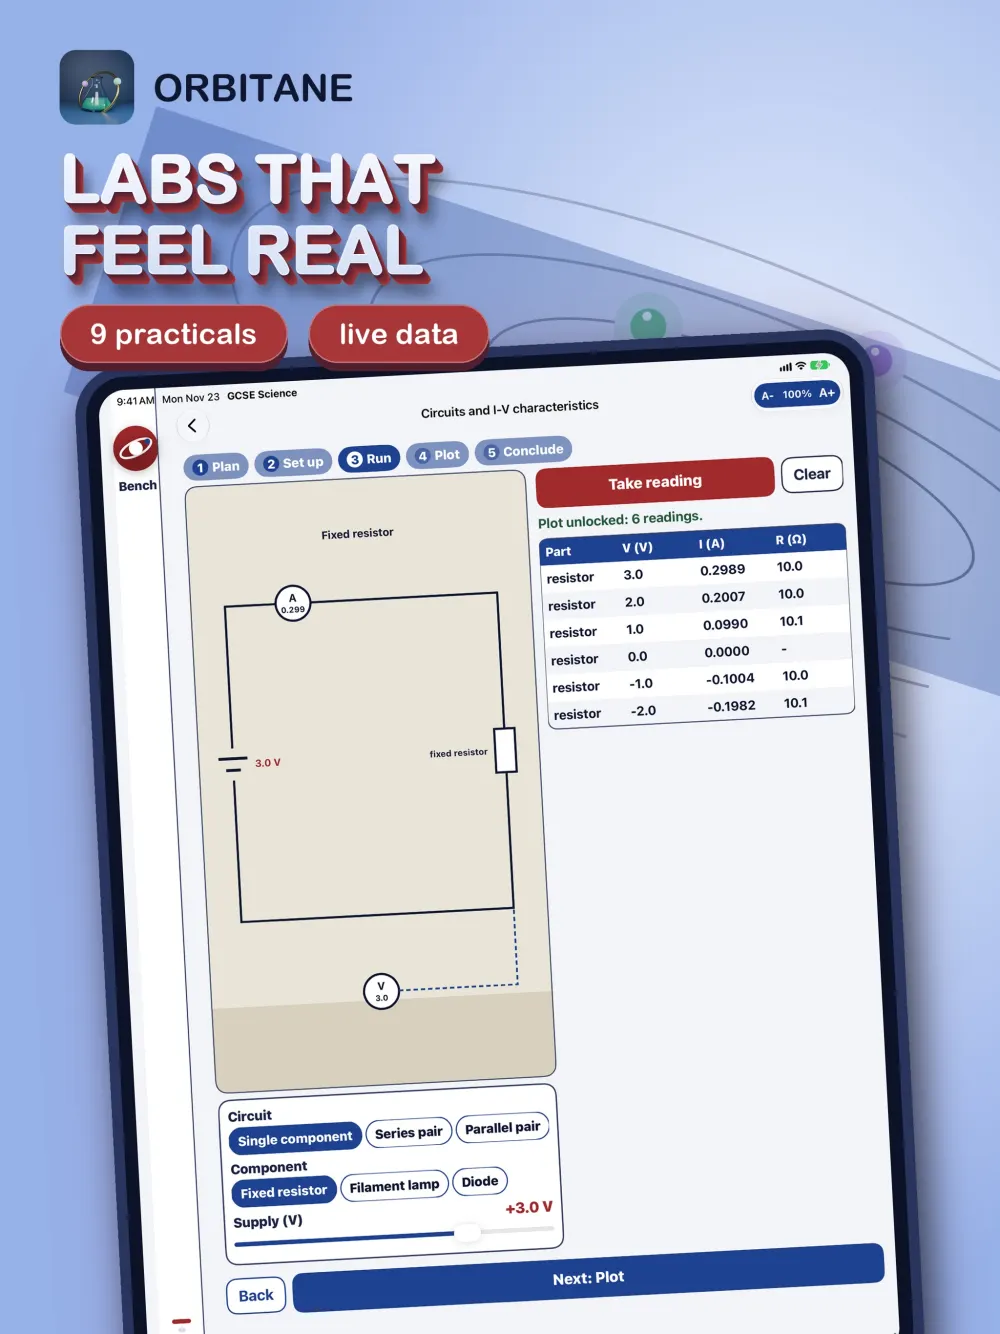 ORBITANE
LABS THAT
FEEL REAL
9 practicals
live data
9:41 AM Mon Nov 23 GCSE Science
Circuits and I-V characteristics
A- 100% A+
Bench
1 Plan
2 Set up
3 Run
4 Plot
5 Conclude
Fixed resistor
A
0.299
3.0 V
fixed resistor
V
3.0
Take reading
Clear
Plot unlocked: 6 readings.
Part V (V) I (A) R (Ω)
resistor 3.0 0.2989 10.0
resistor 2.0 0.2007 10.0
resistor 1.0 0.0990 10.1
resistor 0.0 0.0000 -
resistor -1.0 -0.1004 10.0
resistor -2.0 -0.1982 10.1
Circuit
Single component
Series pair
Parallel pair
Component
Fixed resistor
Filament lamp
Diode
Supply (V) +3.0 V
Back
Next: Plot